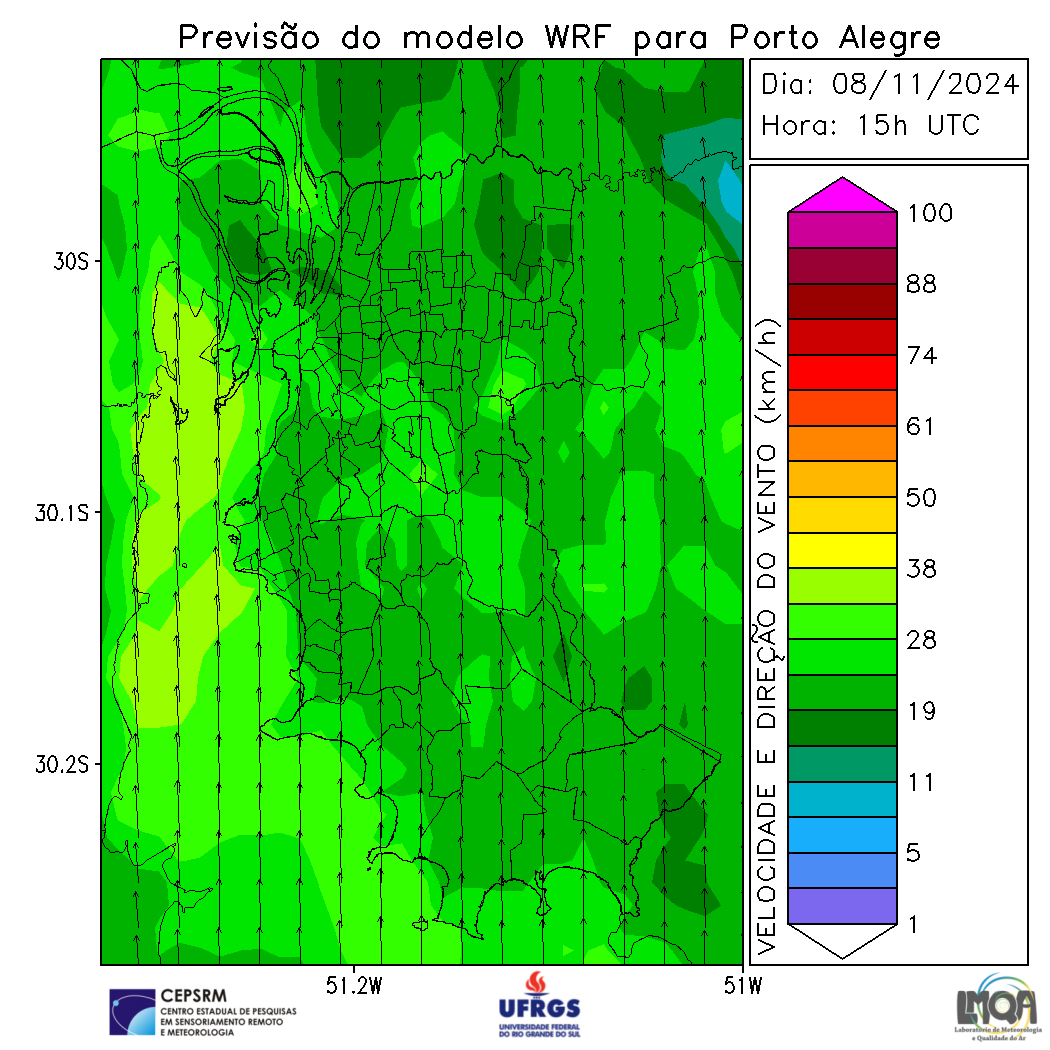 Previsão do modelo WRF para Porto Alegre
Dia: 08/11/2024
Hora: 15h UTC
30S
30.1S
30.2S
51.2W
51W
VELOCIDADE E DIREÇÃO DO VENTO (km/h)
100
88
74
61
50
38
28
19
11
5
1
CEPSRM
CENTRO ESTADUAL DE PESQUISAS
EM SENSORIAMENTO REMOTO
E METEOROLOGIA
UFRGS
UNIVERSIDADE FEDERAL
DO RIO GRANDE DO SUL
LMQA
Laboratório de Meteorologia
e Qualidade do Ar